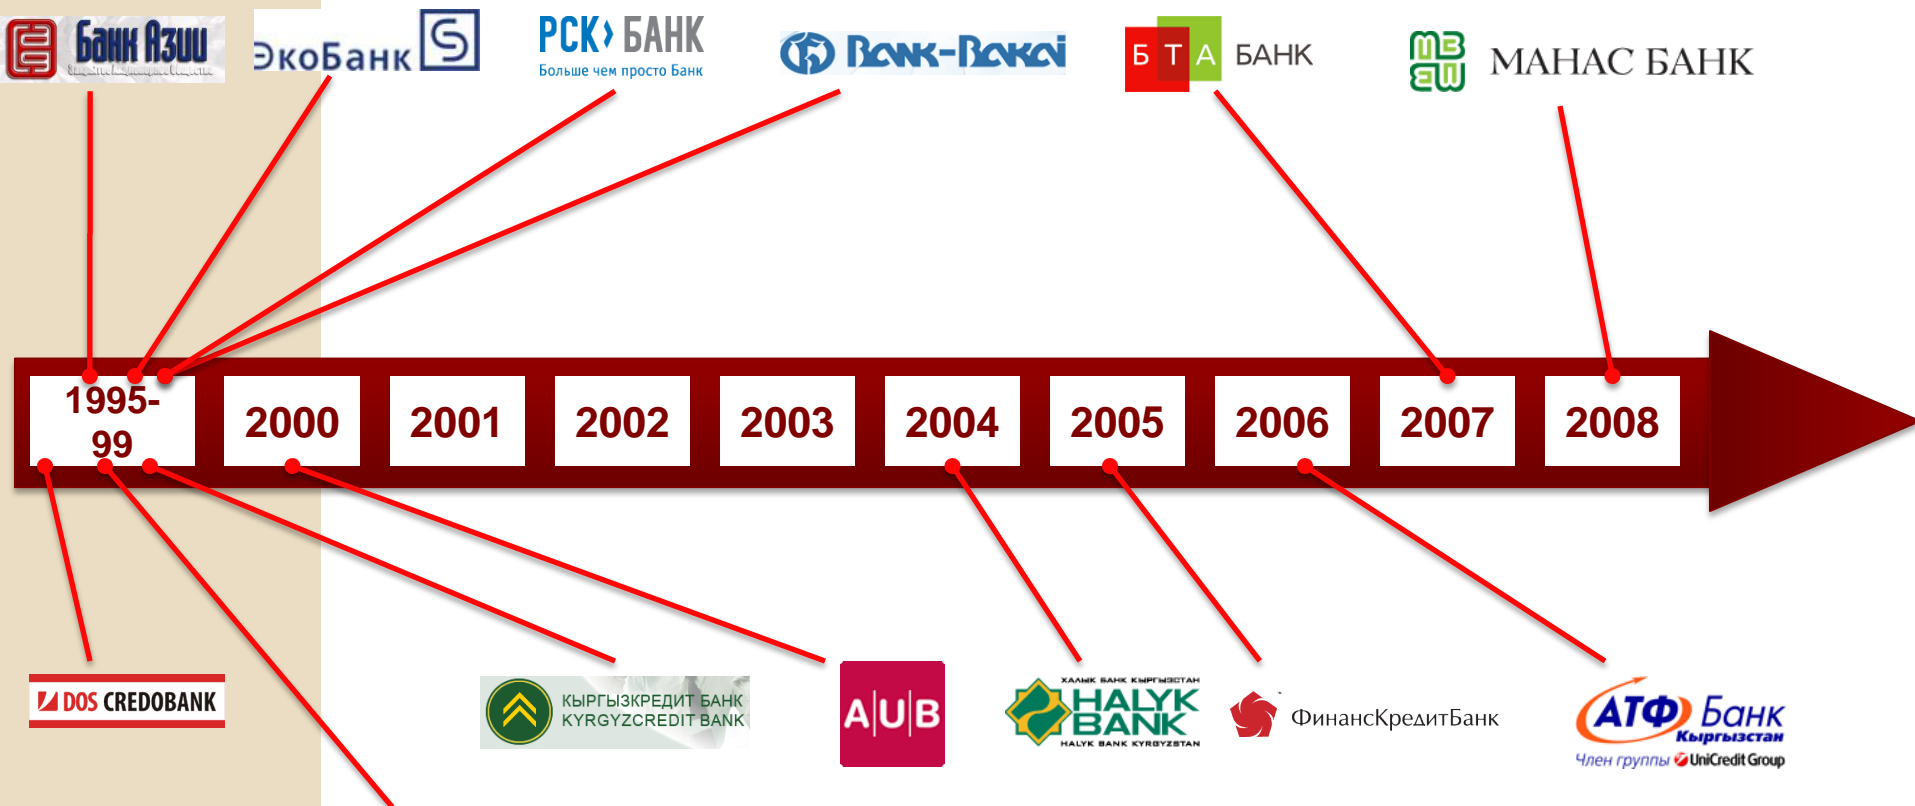 Банк Азии
ЭкоБанк
РСК БАНК
Больше чем просто Банк
Банк-Bakai
БТА БАНК
МАНАС БАНК
1995-
99
2000
2001
2002
2003
2004
2005
2006
2007
2008
DOS CREDOBANK
КЫРГЫЗКРЕДИТ БАНК
KYRGYZCREDIT BANK
A|U|B
ХАЛЫК БАНК КЫРГЫЗСТАН
HALYK
BANK
HALYK BANK KYRGYZSTAN
ФинансКредитБанк
АТФ Банк
Кыргызстан
Член группы UniCredit Group